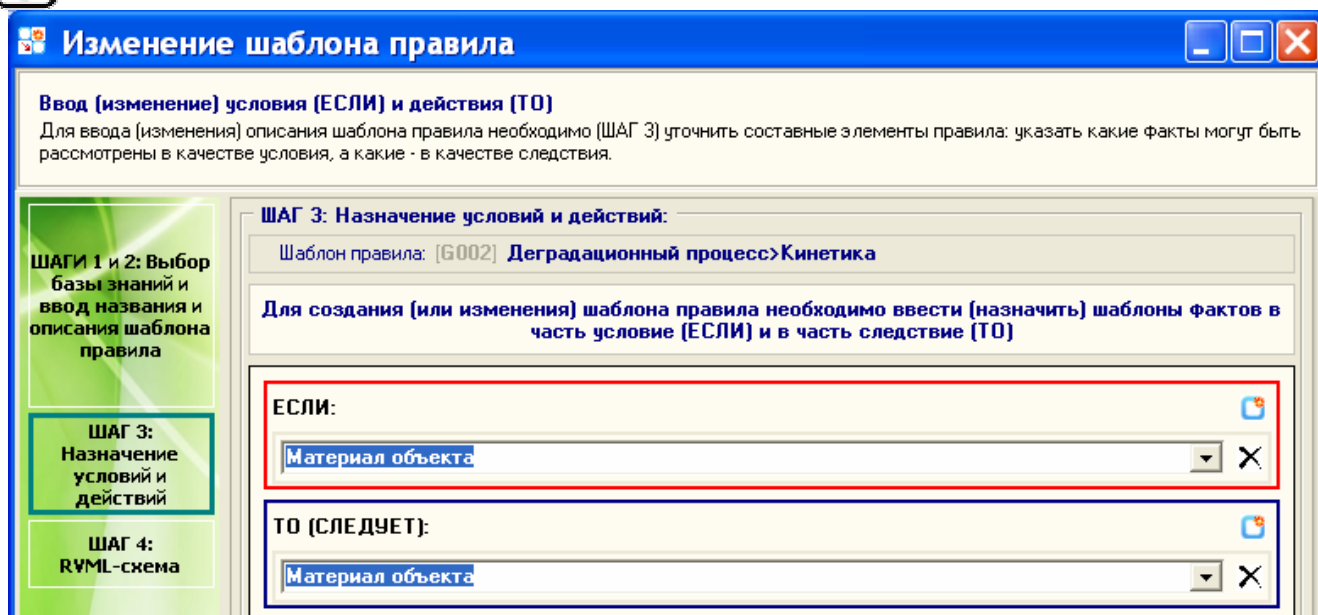 Изменение шаблона правила
Ввод (изменение) условия (ЕСЛИ) и действия (ТО)
Для ввода (изменения) описания шаблона правила необходимо (ШАГ 3) уточнить составные элементы правила: указать какие факты могут быть
рассмотрены в качестве условия, а какие - в качестве следствия.
ШАГИ 1 и 2: Выбор
базы знаний и
ввод названия и
описания шаблона
правила
ШАГ 3:
Назначение
условий и
действий
ШАГ 4:
RVML-схема
ШАГ 3: Назначение условий и действий:
Шаблон правила: [G002] Деградационный процесс>Кинетика
Для создания (или изменения) шаблона правила необходимо ввести (назначить) шаблоны фактов в
часть условие (ЕСЛИ) и в часть следствие (ТО)
ЕСЛИ:
Материал объекта
ТО (СЛЕДУЕТ):
Материал объекта